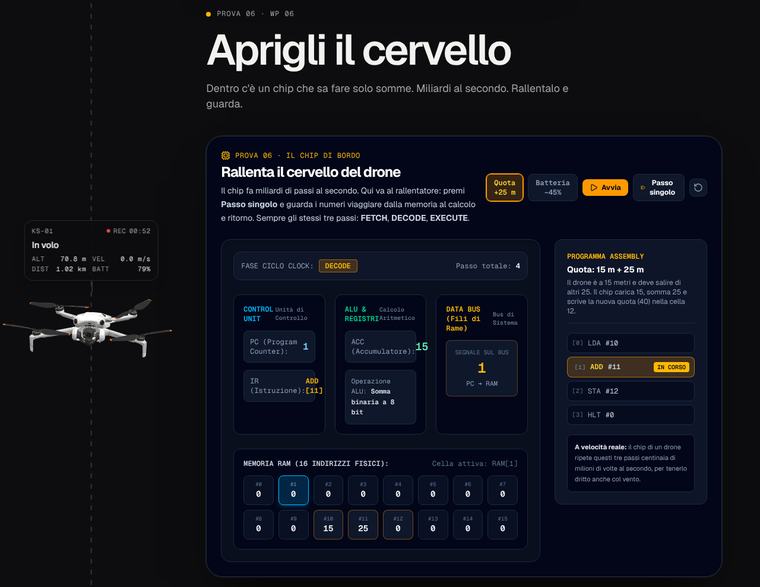 PROVA 06 · WP 06
Aprigli il cervello
Dentro c'è un chip che sa fare solo somme. Miliardi al secondo. Rallentalo e
guarda.
KS-01
REC 00:52
In volo
ALT 70.8 m VEL 0.0 m/s
DIST 1.02 km BATT 79%
PROVA 06 · IL CHIP DI BORDO
Rallenta il cervello del drone
Il chip fa miliardi di passi al secondo. Qui va al rallentatore: premi
Passo singolo e guarda i numeri viaggiare dalla memoria al calcolo
e ritorno. Sempre gli stessi tre passi: FETCH, DECODE, EXECUTE.
Quota
+25 m
Batteria
−45%
Avvia
Passo
singolo
FASE CICLO CLOCK: DECODE
Passo totale: 4
CONTROL
UNIT
Unità di
Controllo
PC (Program
Counter):
1
IR
(Istruzione):
ADD
[11]
ALU &
REGISTRI
Calcolo
Aritmetico
ACC
(Accumulatore):
15
Operazione
ALU: Somma
binaria a 8
bit
DATA BUS
(Fili di
Rame)
Bus di
Sistema
SEGNALE SUL BUS
1
PC → RAM
MEMORIA RAM (16 INDIRIZZI FISICI):
Cella attiva: RAM[1]
#0 #1 #2 #3 #4 #5 #6 #7
0 0 0 0 0 0 0 0
#8 #9 #10 #11 #12 #13 #14 #15
0 0 15 25 0 0 0 0
PROGRAMMA ASSEMBLY
Quota: 15 m + 25 m
Il drone è a 15 metri e deve salire di
altri 25. Il chip carica 15, somma 25 e
scrive la nuova quota (40) nella cella
12.
[0] LDA #10
[1] ADD #11 IN CORSO
[2] STA #12
[3] HLT #0
A velocità reale: il chip di un drone
ripete questi tre passi centinaia di
milioni di volte al secondo, per tenerlo
dritto anche col vento.